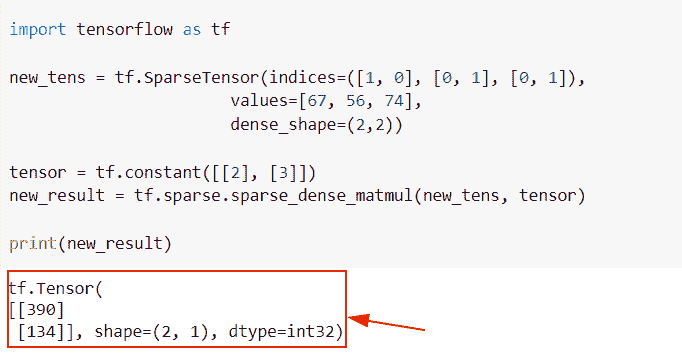 import tensorflow as tf
new_tens = tf.SparseTensor(indices=([1, 0], [0, 1], [0, 1]),
values=[67, 56, 74],
dense_shape=(2,2))
tensor = tf.constant([[2], [3]])
new_result = tf.sparse.sparse_dense_matmul(new_tens, tensor)
print(new_result)
tf.Tensor(
[[390]
[134]], shape=(2, 1), dtype=int32)